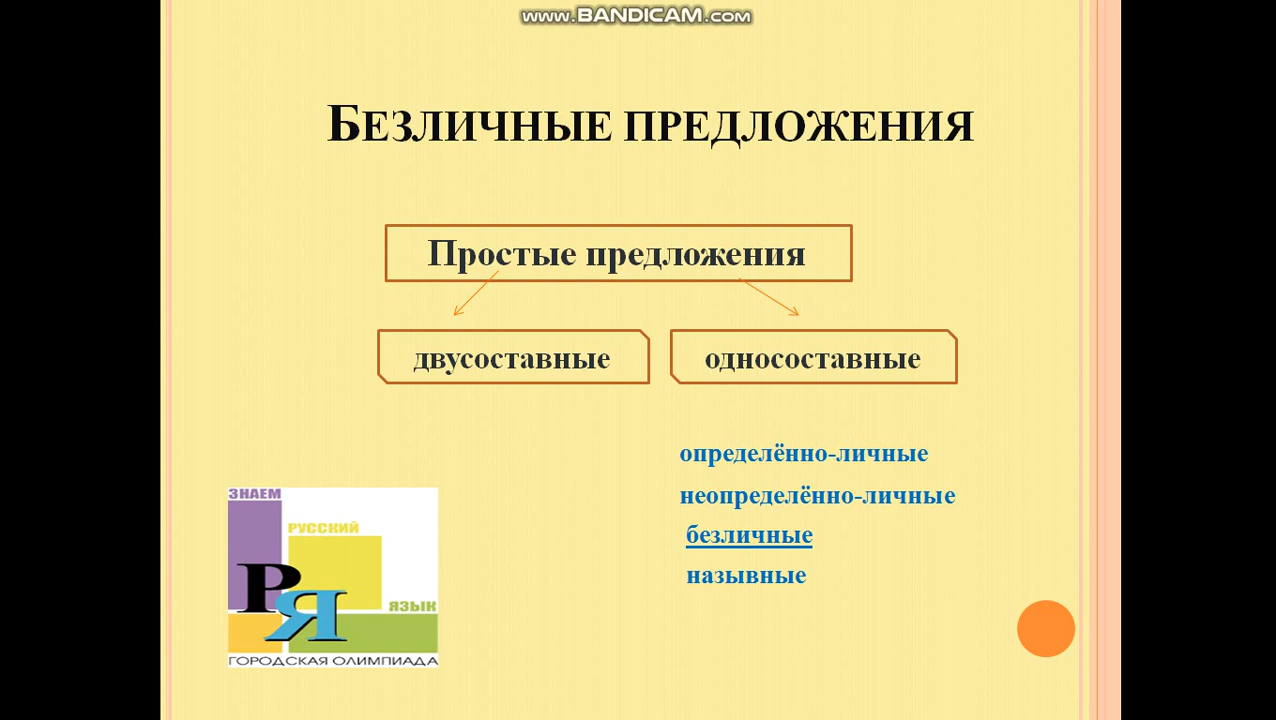 www.BANDICAM.com
БЕЗЛИЧНЫЕ ПРЕДЛОЖЕНИЯ
Простые предложения
двусоставные
односоставные
определённо-личные
неопределённо-личные
безличные
назывные
ЗНАЕМ
РУССКИЙ
РЯ
ЯЗЫК
ГОРОДСКАЯ ОЛИМПИАДА